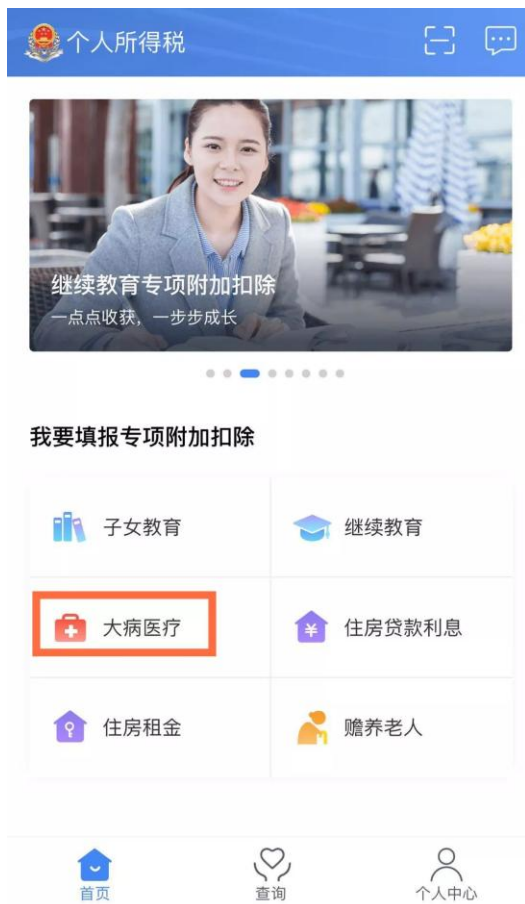 个人所得税
继续教育专项附加扣除
一点点收获，一步步成长
我要填报专项附加扣除
子女教育
继续教育
大病医疗
¥
住房贷款利息
住房租金
赡养老人
首页
查询
个人中心